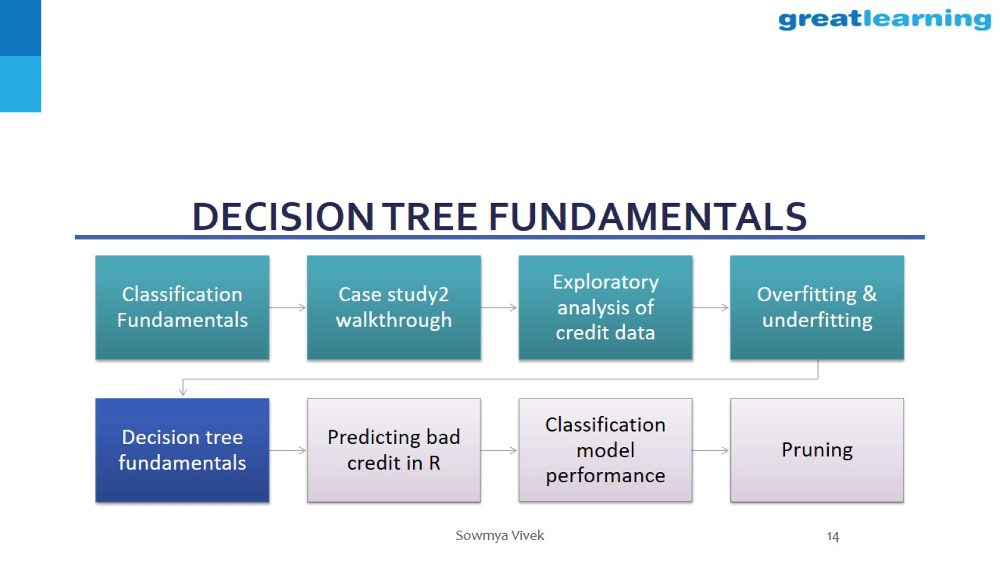 greatlearning
DECISION TREE FUNDAMENTALS
Classification
Fundamentals
Case study2
walkthrough
Exploratory
analysis of
credit data
Overfitting &
underfitting
Decision tree
fundamentals
Predicting bad
credit in R
Classification
model
performance
Pruning
Sowmya Vivek
14